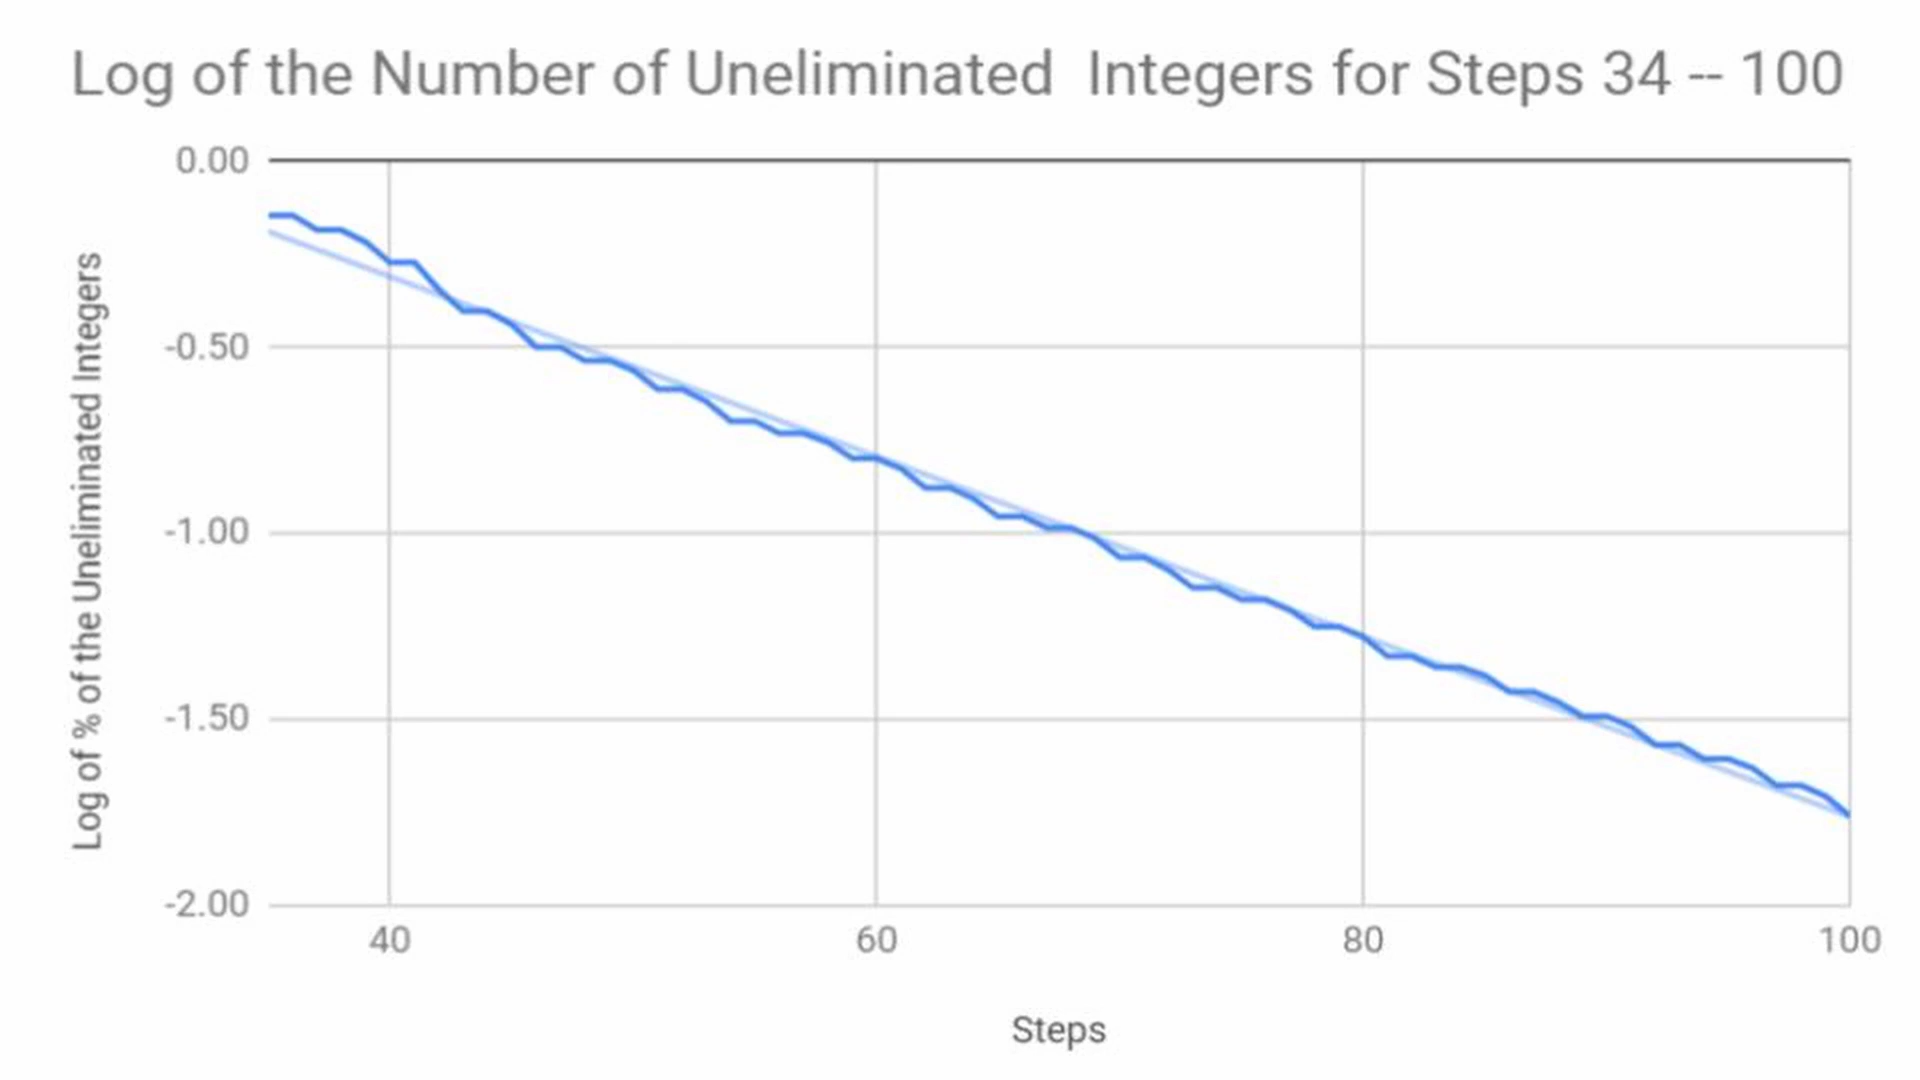 Log of the Number of Uneliminated  Integers for Steps 34 -- 100
Log of % of the Uneliminated Integers
0.00
-0.50
-1.00
-1.50
-2.00
40 60 80 100
Steps